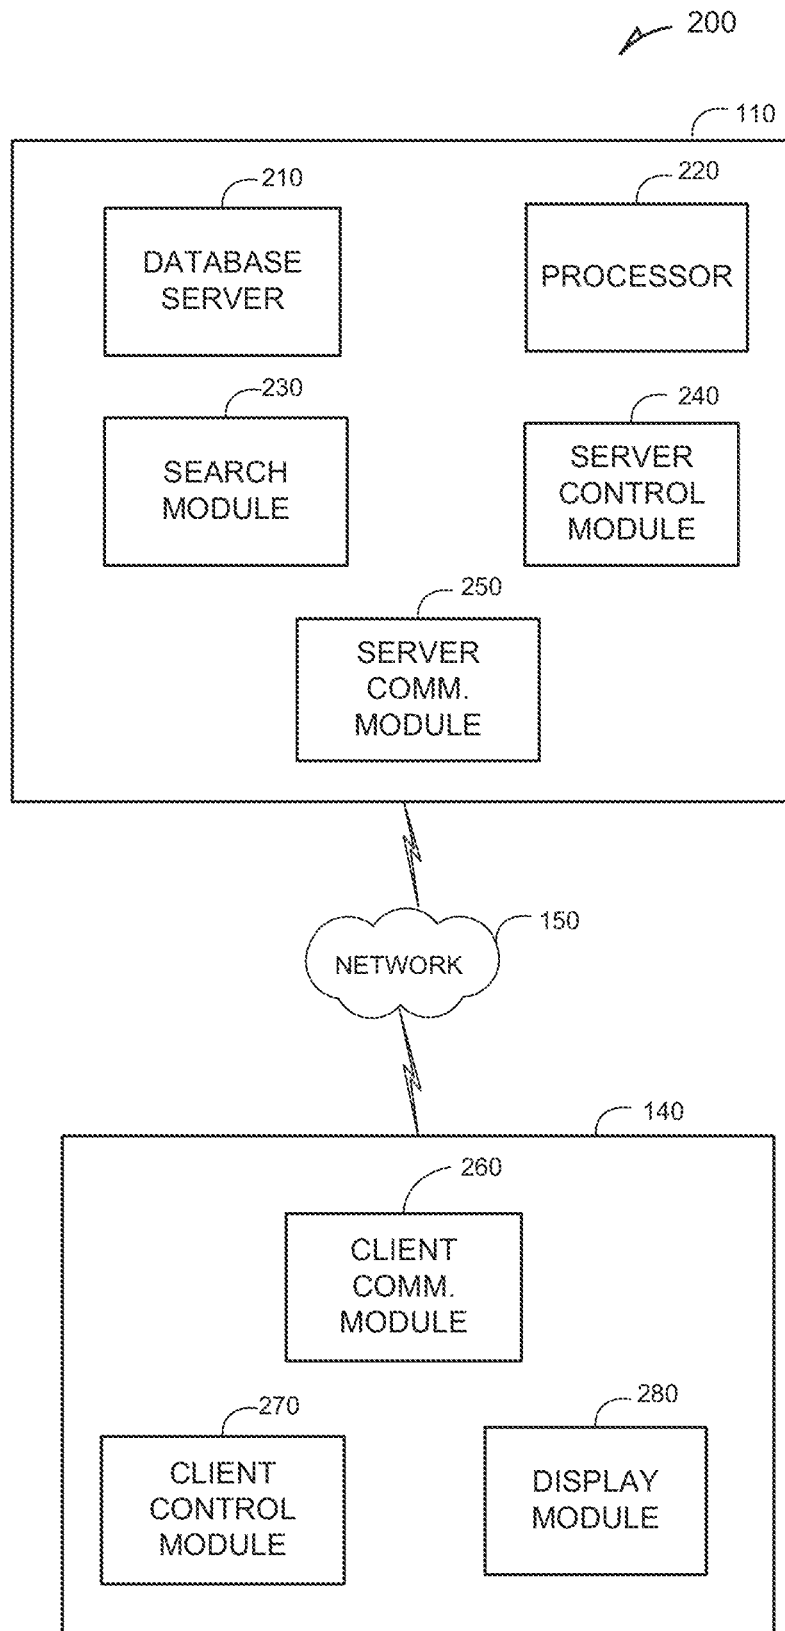 200
110
210
220
DATABASE
SERVER
PROCESSOR
230
240
SEARCH
MODULE
SERVER
CONTROL
MODULE
250
SERVER
COMM.
MODULE
150
NETWORK
140
260
CLIENT
COMM.
MODULE
270
280
CLIENT
CONTROL
MODULE
DISPLAY
MODULE